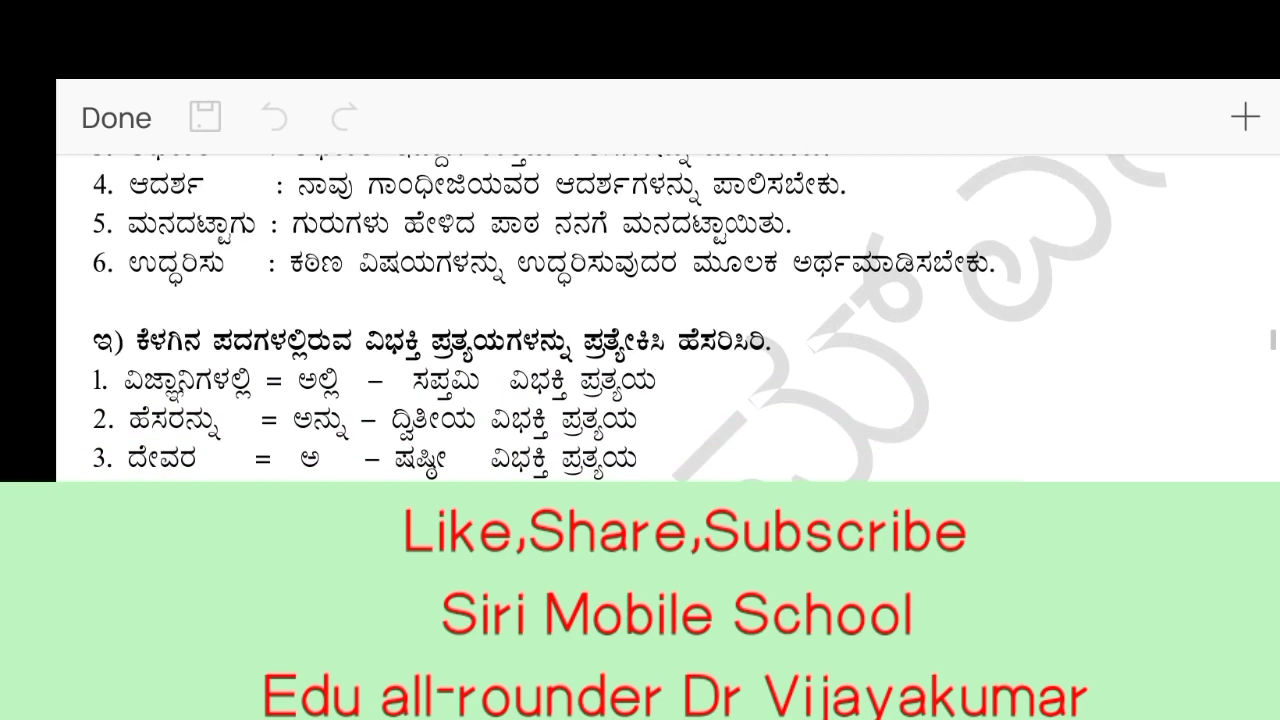 Done
4. ಆದರ್ಶ : ನಾವು ಗಾಂಧೀಜಿಯವರ ಆದರ್ಶಗಳನ್ನು ಪಾಲಿಸಬೇಕು.
5. ಮನದಟ್ಟಾಗು : ಗುರುಗಳು ಹೇಳಿದ ಪಾಠ ನನಗೆ ಮನದಟ್ಟಾಯಿತು.
6. ಉದ್ಧರಿಸು : ಕಠಿಣ ವಿಷಯಗಳನ್ನು ಉದ್ಧರಿಸುವುದರ ಮೂಲಕ ಅರ್ಥಮಾಡಿಸಬೇಕು.
ಇ) ಕೆಳಗಿನ ಪದಗಳಲ್ಲಿರುವ ವಿಭಕ್ತಿ ಪ್ರತ್ಯಯಗಳನ್ನು ಪ್ರತ್ಯೇಕಿಸಿ ಹೆಸರಿಸಿರಿ.
1. ವಿಜ್ಞಾನಿಗಳಲ್ಲಿ = ಅಲ್ಲಿ – ಸಪ್ತಮಿ ವಿಭಕ್ತಿ ಪ್ರತ್ಯಯ
2. ಹೆಸರನ್ನು = ಅನ್ನು – ದ್ವಿತೀಯ ವಿಭಕ್ತಿ ಪ್ರತ್ಯಯ
3. ದೇವರ = ಅ – ಷಷ್ಠೀ ವಿಭಕ್ತಿ ಪ್ರತ್ಯಯ
Like,Share,Subscribe
Siri Mobile School
Edu all-rounder Dr Vijayakumar